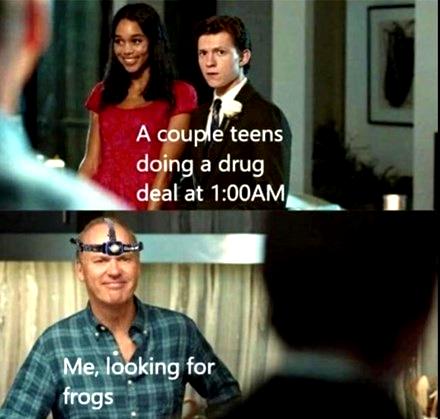 A couple teens
doing a drug
deal at 1:00AM
Me, looking for
frogs